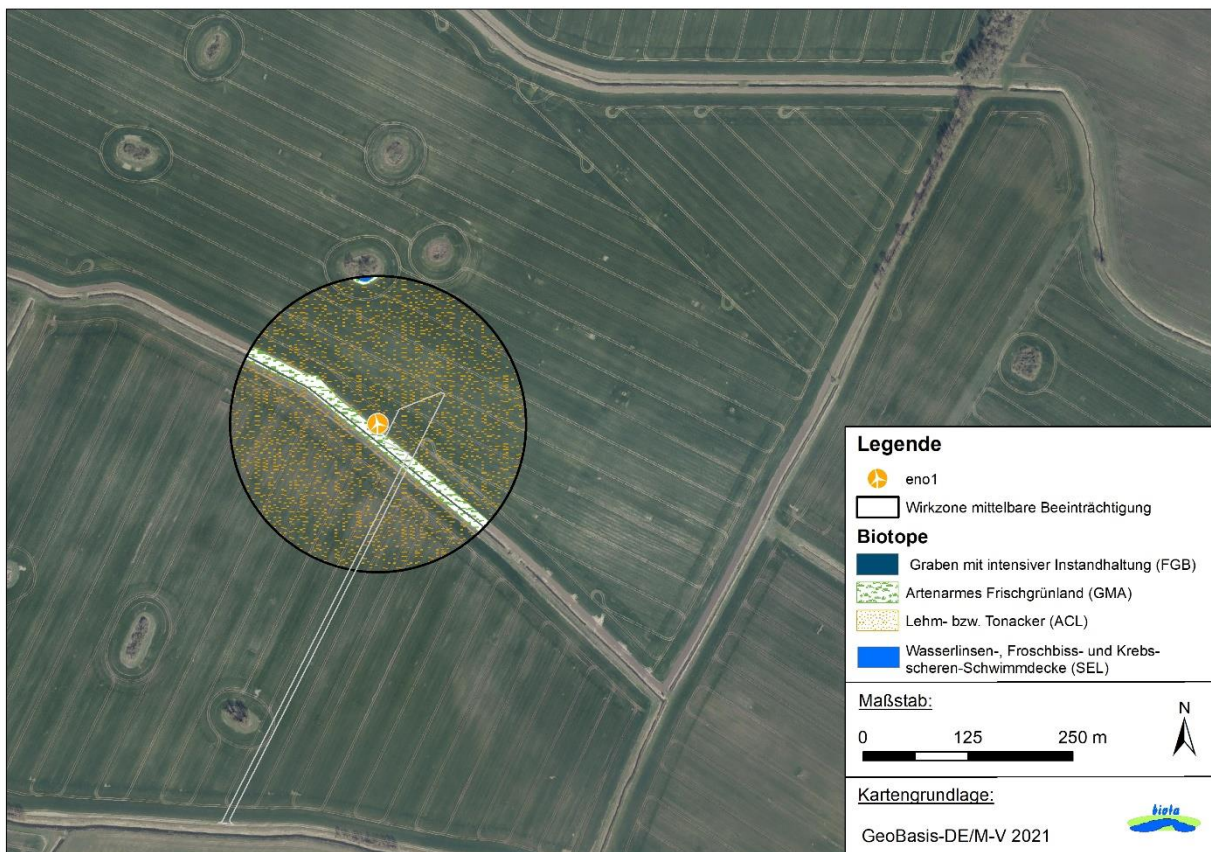 Legende
eno1
Wirkzone mittelbare Beeinträchtigung
Biotope
Graben mit intensiver Instandhaltung (FGB)
Artenarmes Frischgrünland (GMA)
Lehm- bzw. Tonacker (ACL)
Wasserlinsen-, Froschbiss- und Krebs-
scheren-Schwimmdecke (SEL)
Maßstab:
N
0 125 250 m
Kartengrundlage:
biota
GeoBasis-DE/M-V 2021